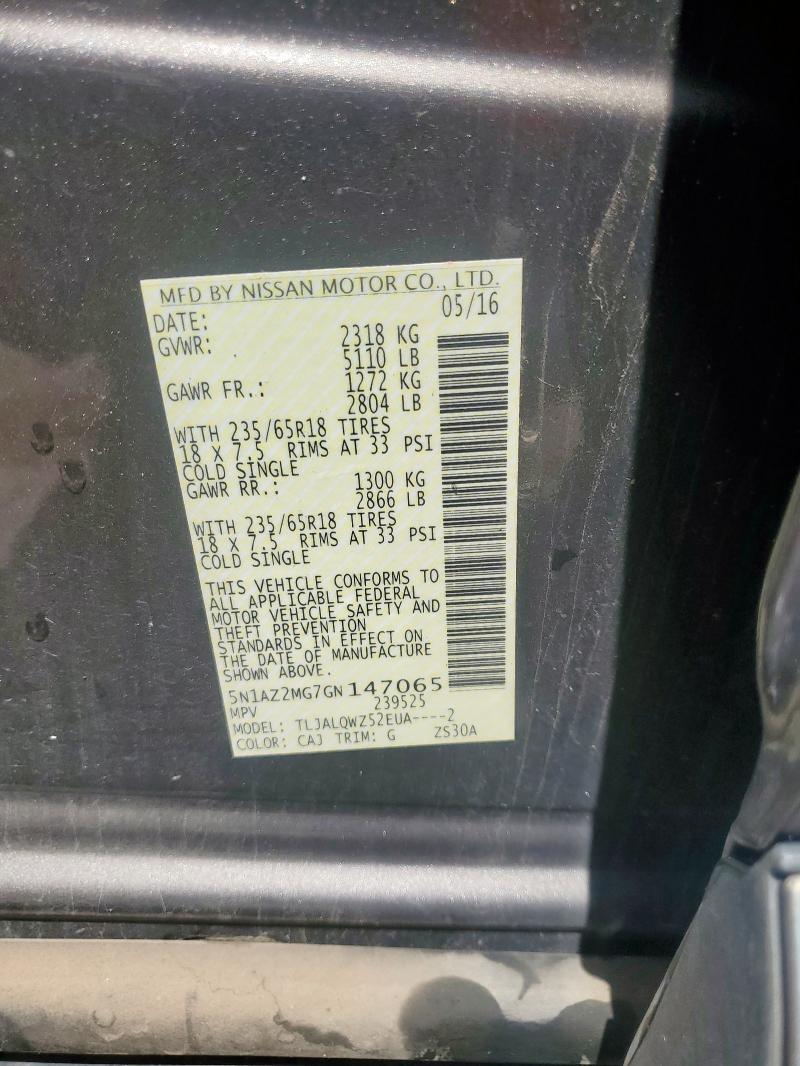 MFD BY NISSAN MOTOR CO., LTD.
DATE: 05/16
GVWR: 2318 KG
5110 LB
GAWR FR.: 1272 KG
2804 LB
WITH 235/65R18 TIRES
18 X 7.5 RIMS AT 33 PSI
COLD SINGLE
GAWR RR.: 1300 KG
2866 LB
WITH 235/65R18 TIRES
18 X 7.5 RIMS AT 33 PSI
COLD SINGLE
THIS VEHICLE CONFORMS TO
ALL APPLICABLE FEDERAL
MOTOR VEHICLE SAFETY AND
THEFT PREVENTION
STANDARDS IN EFFECT ON
THE DATE OF MANUFACTURE
SHOWN ABOVE.
5N1AZ2MG7GN147065
MPV 239525
MODEL: TLJALQWZ52EUA----2
COLOR: CAJ TRIM: G ZS30A